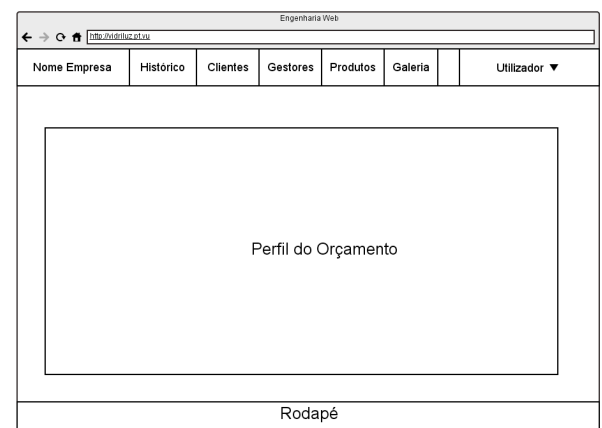 Engenharia Web
http://vidriluz.pt.vu
Nome Empresa Histórico Clientes Gestores Produtos Galeria Utilizador ▼
Perfil do Orçamento
Rodapé